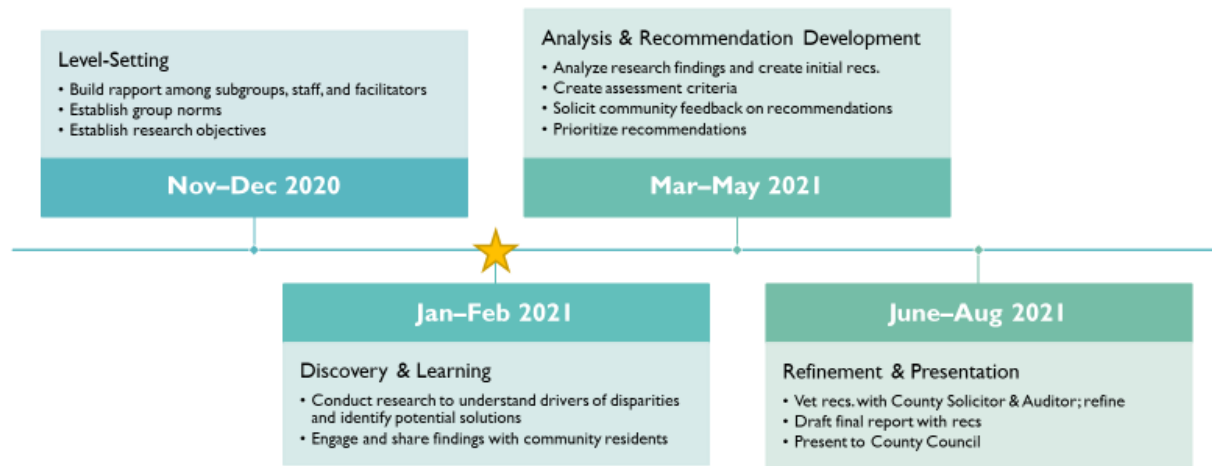 Level-Setting
• Build rapport among subgroups, staff, and facilitators
• Establish group norms
• Establish research objectives
Nov–Dec 2020
Analysis & Recommendation Development
• Analyze research findings and create initial recs.
• Create assessment criteria
• Solicit community feedback on recommendations
• Prioritize recommendations
Mar–May 2021
Jan–Feb 2021
Discovery & Learning
• Conduct research to understand drivers of disparities
and identify potential solutions
• Engage and share findings with community residents
June–Aug 2021
Refinement & Presentation
• Vet recs. with County Solicitor & Auditor; refine
• Draft final report with recs
• Present to County Council